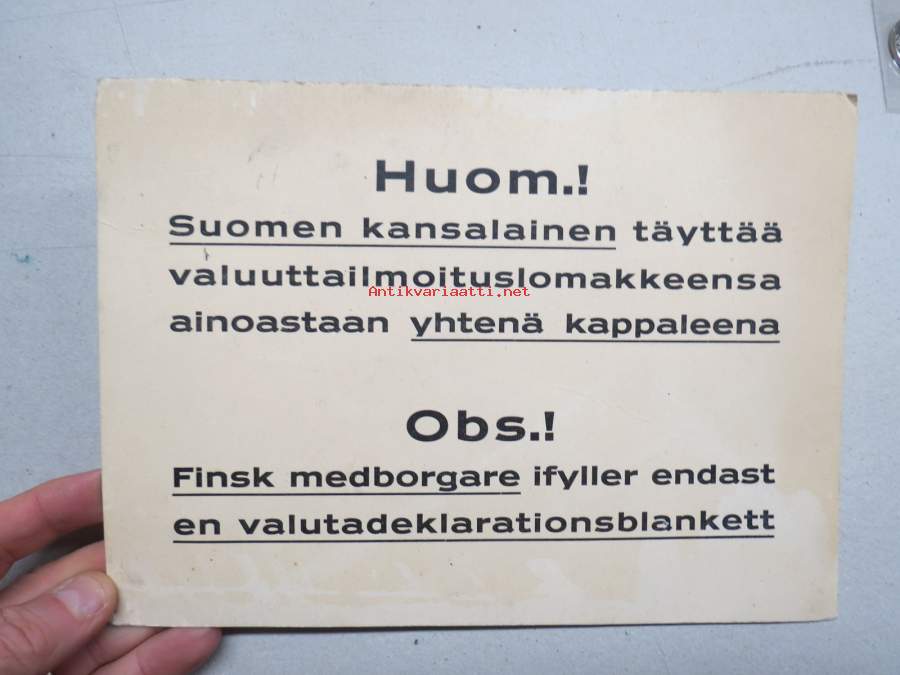 Huom.!
Suomen kansalainen täyttää
valuuttailmoituslomakkeensa
Antikvariaatti.net
ainoastaan yhtenä kappaleena
Obs.!
Finsk medborgare ifyller endast
en valutadeklarationsblankett